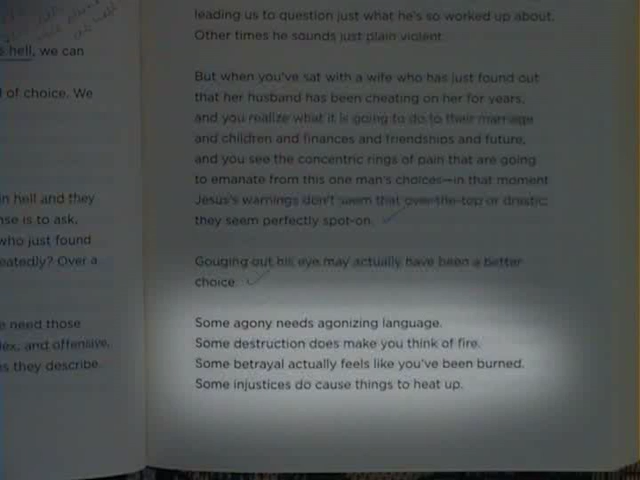 s hell, we can
l of choice. We
n hell and they
nse is to ask,
who just found
eatedly? Over a
e need those
lex, and offensive,
s they describe.
leading us to question just what he's so worked up about.
Other times he sounds just plain violent.
But when you've sat with a wife who has just found out
that her husband has been cheating on her for years,
and you realize what it is going to do to their marriage
and children and finances and friendships and future,
and you see the concentric rings of pain that are going
to emanate from this one man's choices—in that moment
Jesus's warnings don't seem that over-the-top or drastic;
they seem perfectly spot-on.
Gouging out his eye may actually have been a better
choice.
Some agony needs agonizing language.
Some destruction does make you think of fire.
Some betrayal actually feels like you've been burned.
Some injustices do cause things to heat up.